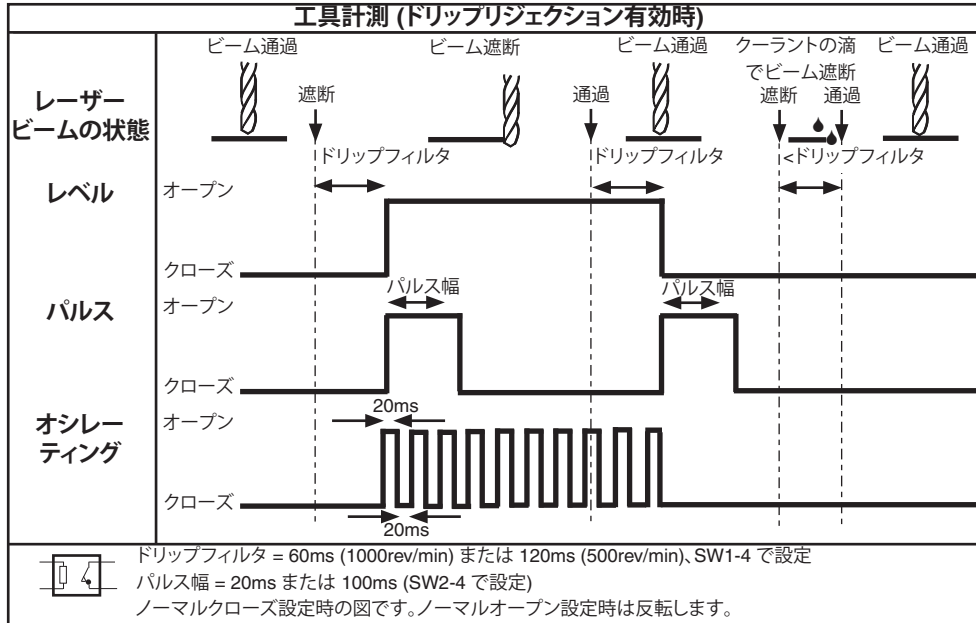 工具計測 (ドリップリジェクション有効時)
レーザー
ビームの状態
ビーム通過
ビーム遮断
ビーム通過
クーラントの滴
でビーム遮断
ビーム通過
遮断
通過
遮断
通過
ドリップフィルタ
ドリップフィルタ
<ドリップフィルタ
レベル
オープン
クローズ
パルス
オープン
パルス幅
パルス幅
クローズ
オシレー
ティング
オープン
20ms
クローズ
20ms
ドリップフィルタ = 60ms (1000rev/min) または 120ms (500rev/min)、SW1-4 で設定
パルス幅 = 20ms または 100ms (SW2-4 で設定)
ノーマルクローズ設定時の図です。ノーマルオープン設定時は反転します。